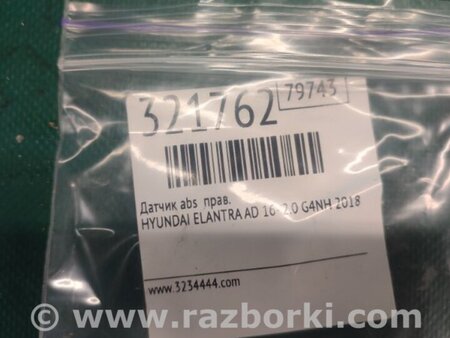 321762
79743
Датчик abs прав.
HYUNDAI ELANTRA AD 16- 2.0 G4NH 2018
www.3234444.com
© www.razborki.com